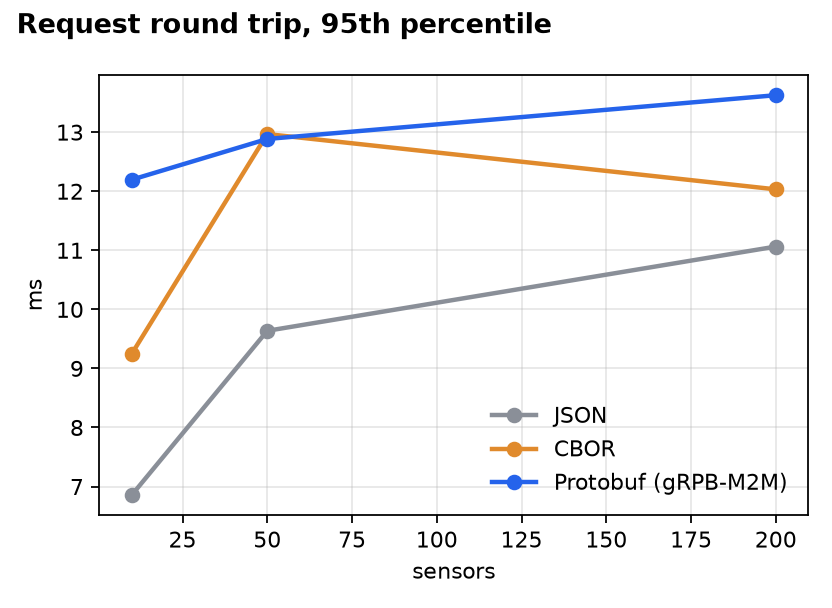 Request round trip, 95th percentile
13
12
11
10
9
8
7
ms
JSON
CBOR
Protobuf (gRPB-M2M)
25 50 75 100 125 150 175 200
sensors